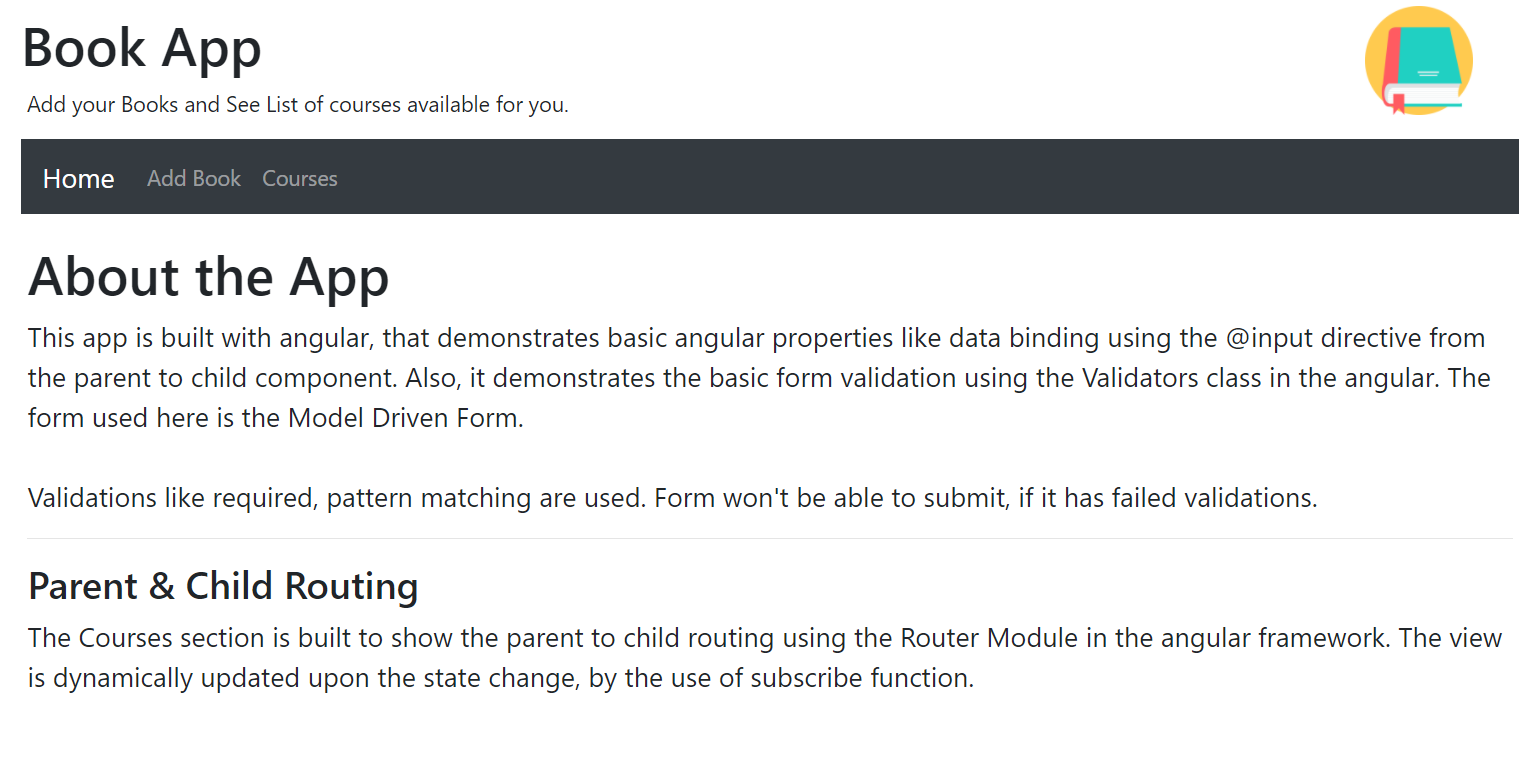 Book App
Add your Books and See List of courses available for you.
Home Add Book Courses
About the App
This app is built with angular, that demonstrates basic angular properties like data binding using the @input directive from
the parent to child component. Also, it demonstrates the basic form validation using the Validators class in the angular. The
form used here is the Model Driven Form.
Validations like required, pattern matching are used. Form won't be able to submit, if it has failed validations.
Parent & Child Routing
The Courses section is built to show the parent to child routing using the Router Module in the angular framework. The view
is dynamically updated upon the state change, by the use of subscribe function.